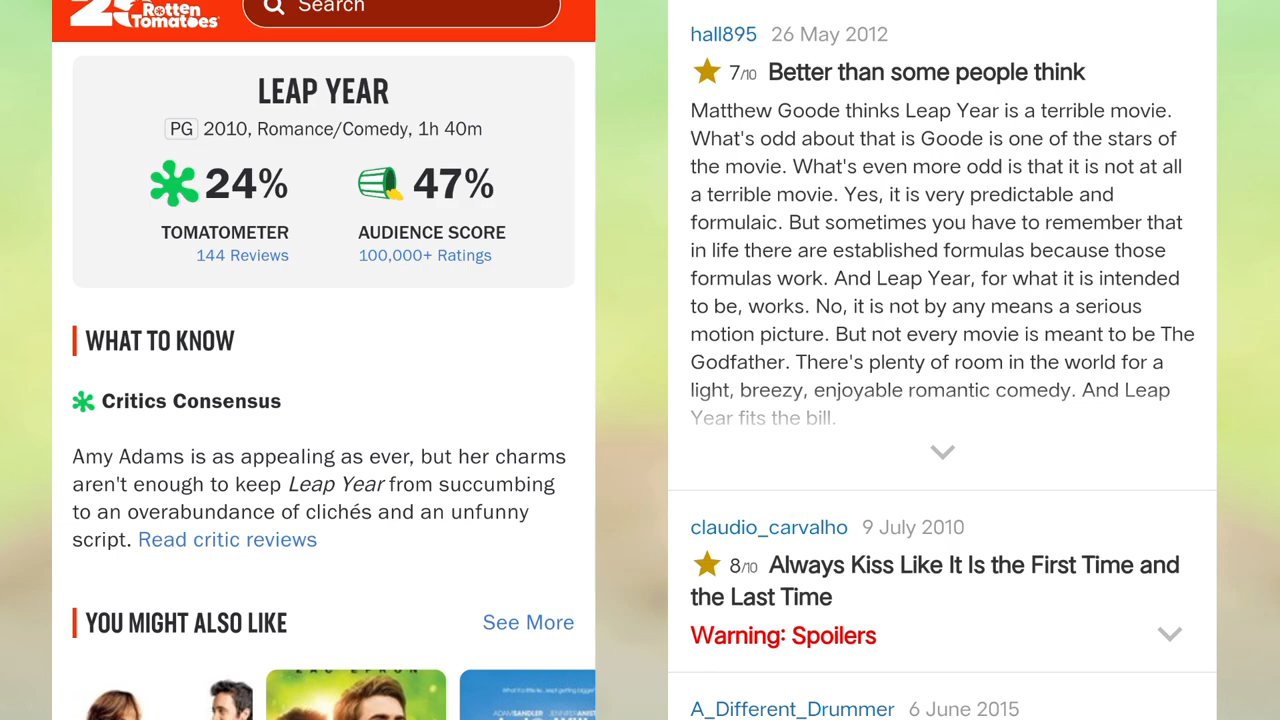 Rotten
Tomatoes
Search
LEAP YEAR
PG 2010, Romance/Comedy, 1h 40m
24% 47%
TOMATOMETER AUDIENCE SCORE
144 Reviews 100,000+ Ratings
WHAT TO KNOW
Critics Consensus
Amy Adams is as appealing as ever, but her charms
aren't enough to keep Leap Year from succumbing
to an overabundance of clichés and an unfunny
script. Read critic reviews
YOU MIGHT ALSO LIKE See More
ZAC EFRON
ADAM SANDLER JENNIFER ANISTON
hall895 26 May 2012
7/10 Better than some people think
Matthew Goode thinks Leap Year is a terrible movie.
What's odd about that is Goode is one of the stars of
the movie. What's even more odd is that it is not at all
a terrible movie. Yes, it is very predictable and
formulaic. But sometimes you have to remember that
in life there are established formulas because those
formulas work. And Leap Year, for what it is intended
to be, works. No, it is not by any means a serious
motion picture. But not every movie is meant to be The
Godfather. There's plenty of room in the world for a
light, breezy, enjoyable romantic comedy. And Leap
Year fits the bill.
claudio_carvalho 9 July 2010
8/10 Always Kiss Like It Is the First Time and
the Last Time
Warning: Spoilers
A_Different_Drummer 6 June 2015